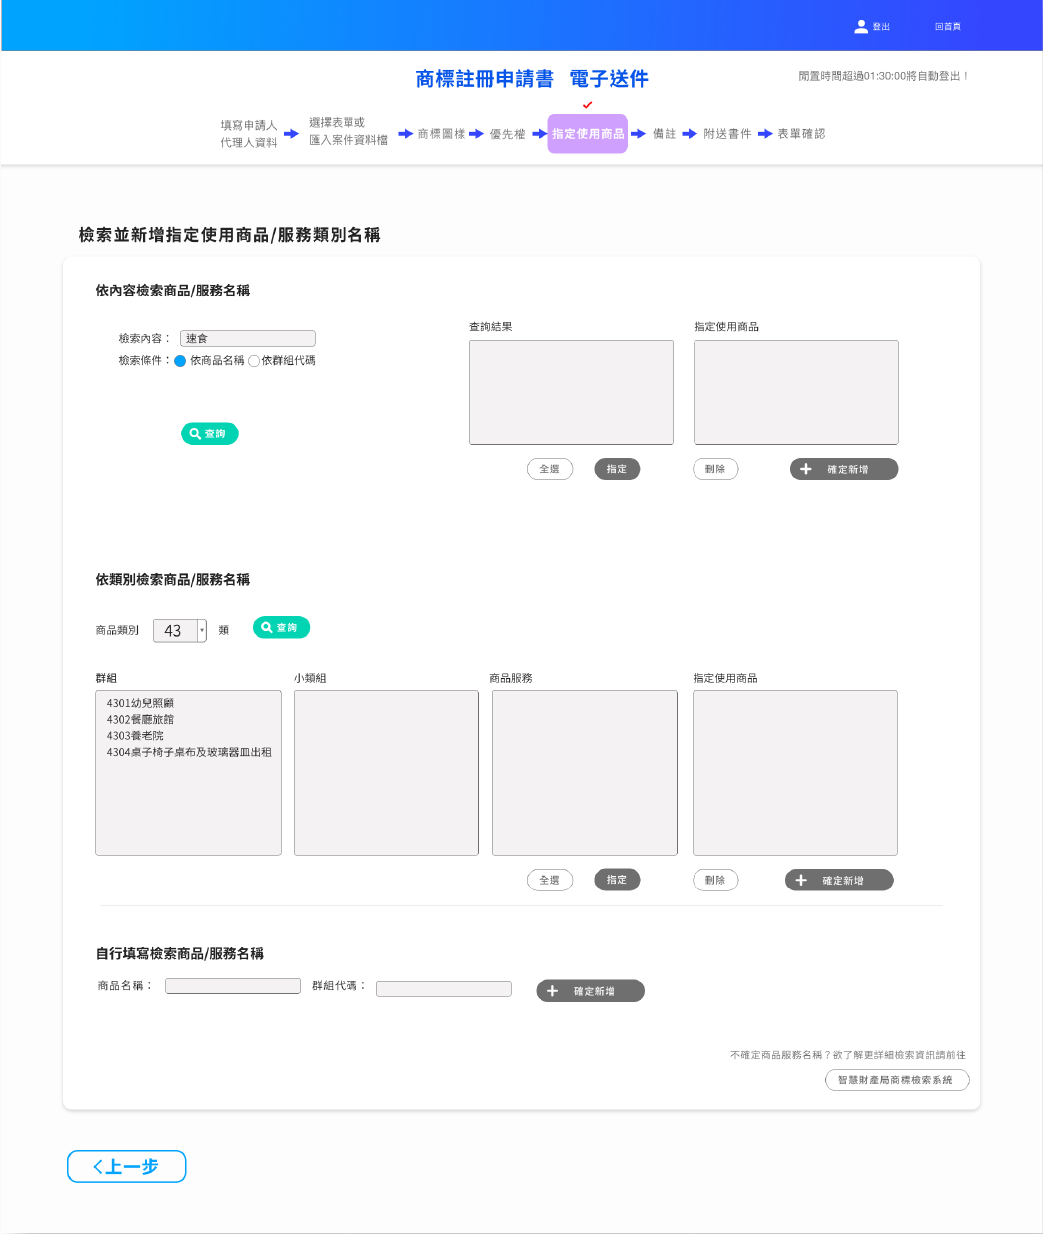 登出
回首頁
商標註冊申請書 電子送件
閒置時間超過01:30:00將自動登出！
填寫申請人
代理人資料
選擇表單或
匯入案件資料檔
商標圖樣
優先權
指定使用商品
備註
附送書件
表單確認
檢索並新增指定使用商品/服務類別名稱
依內容檢索商品/服務名稱
檢索內容： 速食
檢索條件： 依商品名稱 依群組代碼
查詢
查詢結果
指定使用商品
全選
指定
刪除
確定新增
依類別檢索商品/服務名稱
商品類別 43 類
查詢
群組
小類組
商品服務
指定使用商品
4301幼兒照顧
4302餐廳旅館
4303養老院
4304桌子椅子桌布及玻璃器皿出租
全選
指定
刪除
確定新增
自行填寫檢索商品/服務名稱
商品名稱： 群組代碼：
確定新增
不確定商品服務名稱？欲了解更詳細檢索資訊請前往
智慧財產局商標檢索系統
上一步